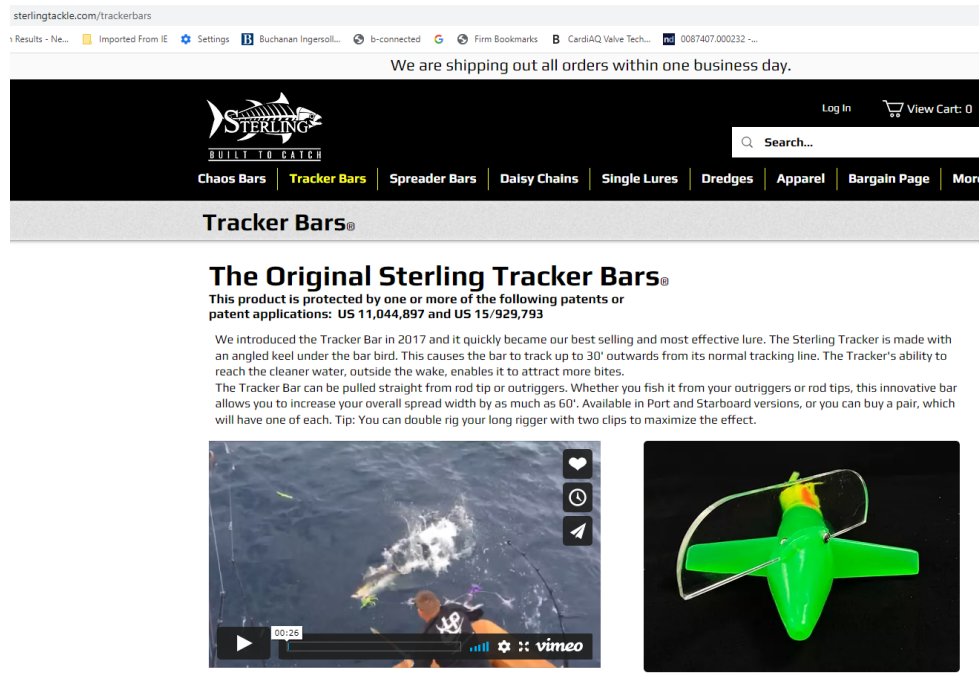 sterlingtackle.com/trackerbars
n Results - Ne... Imported From IE Settings Buchanan Ingersoll... b-connected Firm Bookmarks CardiAQ Valve Tech... nd 0087407.000232 -...
We are shipping out all orders within one business day.
STERLING
BUILT TO CATCH
Log In View Cart: 0
Search...
Chaos Bars Tracker Bars Spreader Bars Daisy Chains Single Lures Dredges Apparel Bargain Page More
Tracker Bars®
The Original Sterling Tracker Bars®
This product is protected by one or more of the following patents or
patent applications: US 11,044,897 and US 15/929,793
We introduced the Tracker Bar in 2017 and it quickly became our best selling and most effective lure. The Sterling Tracker is made with
an angled keel under the bar bird. This causes the bar to track up to 30' outwards from its normal tracking line. The Tracker's ability to
reach the cleaner water, outside the wake, enables it to attract more bites.
The Tracker Bar can be pulled straight from rod tip or outriggers. Whether you fish it from your outriggers or rod tips, this innovative bar
allows you to increase your overall spread width by as much as 60'. Available in Port and Starboard versions, or you can buy a pair, which
will have one of each. Tip: You can double rig your long rigger with two clips to maximize the effect.
00:26
vimeo